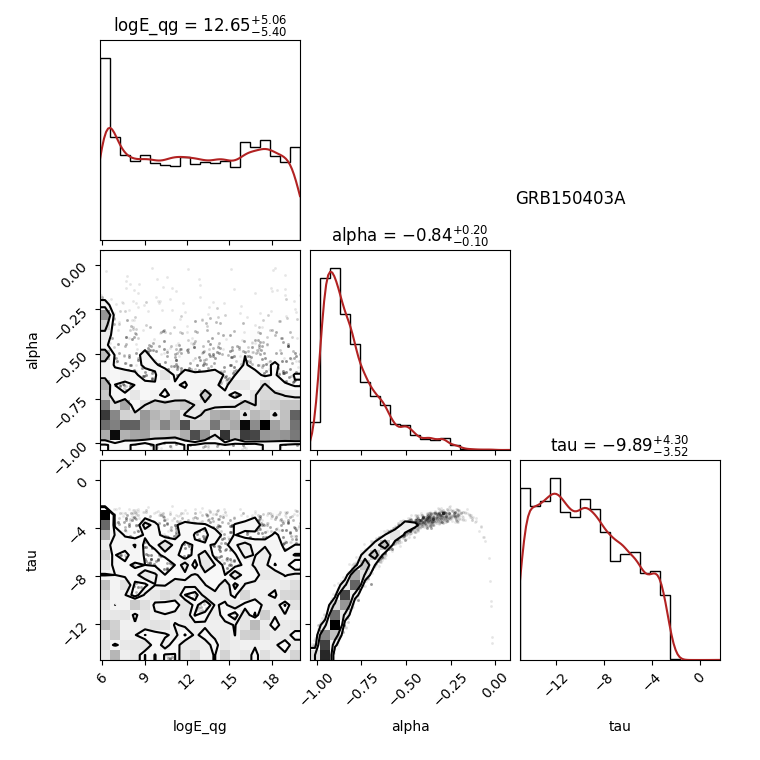 logE_qg = 12.65$^{+5.06}_{-5.40}$
GRB150403A
alpha = −0.84$^{+0.20}_{-0.10}$
alpha
0.00
−0.25
−0.50
−0.75
−1.00
tau = −9.89$^{+4.30}_{-3.52}$
tau
0
−4
−8
−12
6 9 12 15 18
−1.00 −0.75 −0.50 −0.25 0.00
−12 −8 −4 0
logE_qg alpha tau